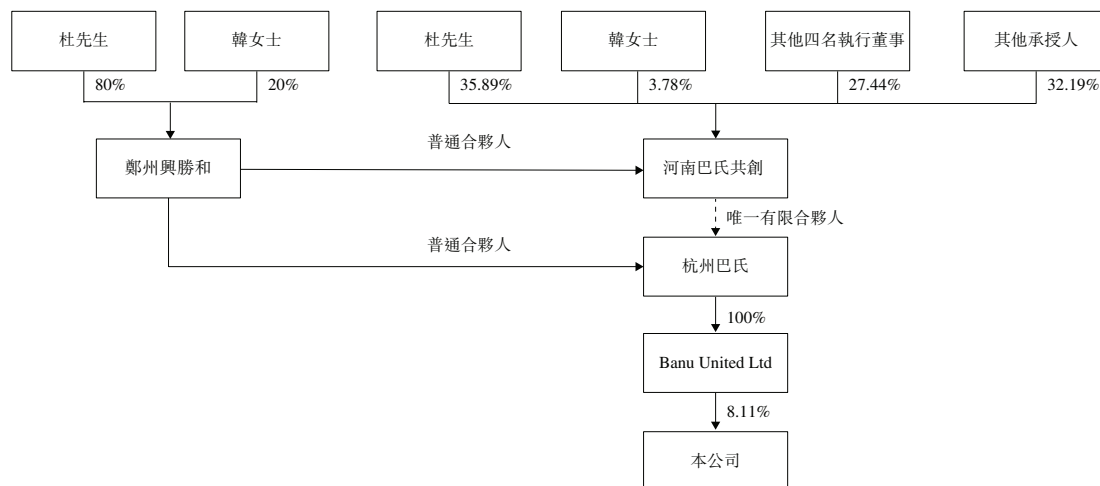 杜先生
韓女士
杜先生
韓女士
其他四名執行董事
其他承授人
80%
20%
35.89%
3.78%
27.44%
32.19%
普通合夥人
鄭州興勝和
河南巴氏共創
唯一有限合夥人
普通合夥人
杭州巴氏
100%
Banu United Ltd
8.11%
本公司